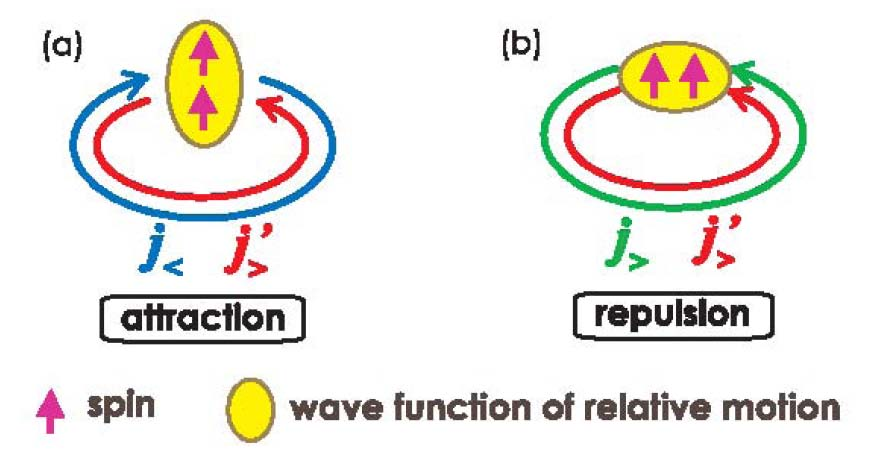 (a)
(b)
j< j>'
j> j>'
attraction
repulsion
spin
wave function of relative motion